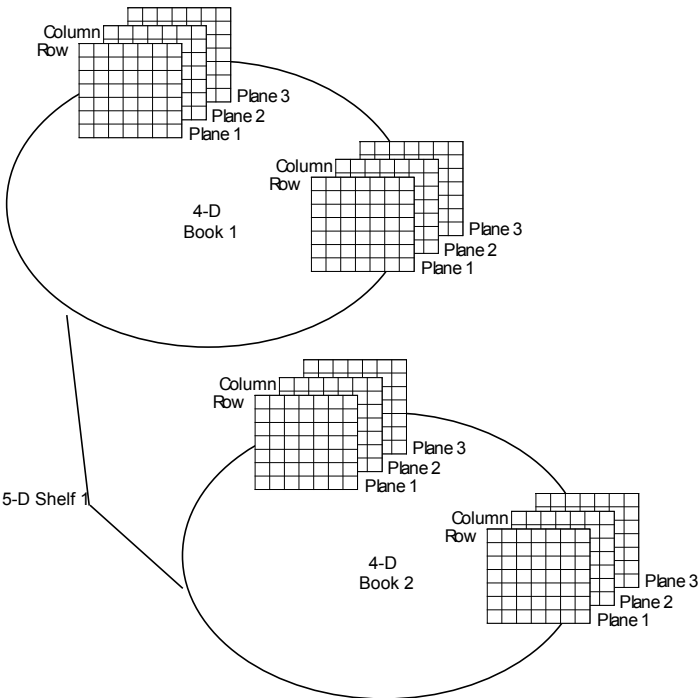 Column
Row
Plane 3
Plane 2
Plane 1
Column
Row
4-D
Book 1
Plane 3
Plane 2
Plane 1
Column
Row
Plane 3
Plane 2
Plane 1
5-D Shelf 1
Column
Row
4-D
Book 2
Plane 3
Plane 2
Plane 1